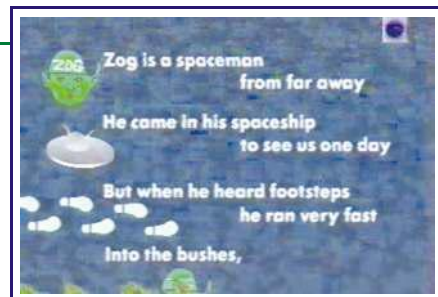 ZOG
Zog is a spaceman
from far away
He came in his spaceship
to see us one day
But when he heard footsteps
he ran very fast
Into the bushes,